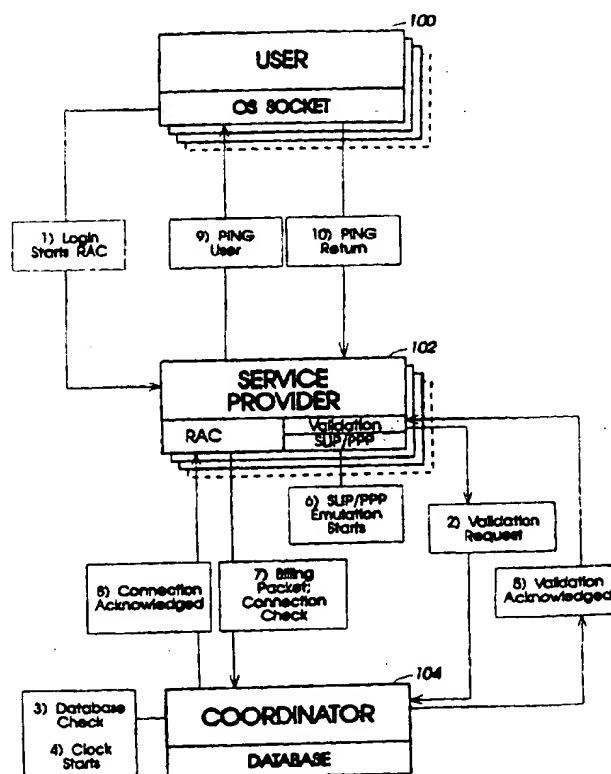 100
USER
OS SOCKET
1) Login
Starts RAC
9) PING
User
10) PING
Return
102
SERVICE
PROVIDER
RAC
Validation
SLIP/PPP
6) SLIP/PPP
Emulation
Starts
2) Validation
Request
8) Connection
Acknowledged
7) Billing
Packet;
Connection
Check
5) Validation
Acknowledged
104
3) Database
Check
4) Clock
Starts
COORDINATOR
DATABASE